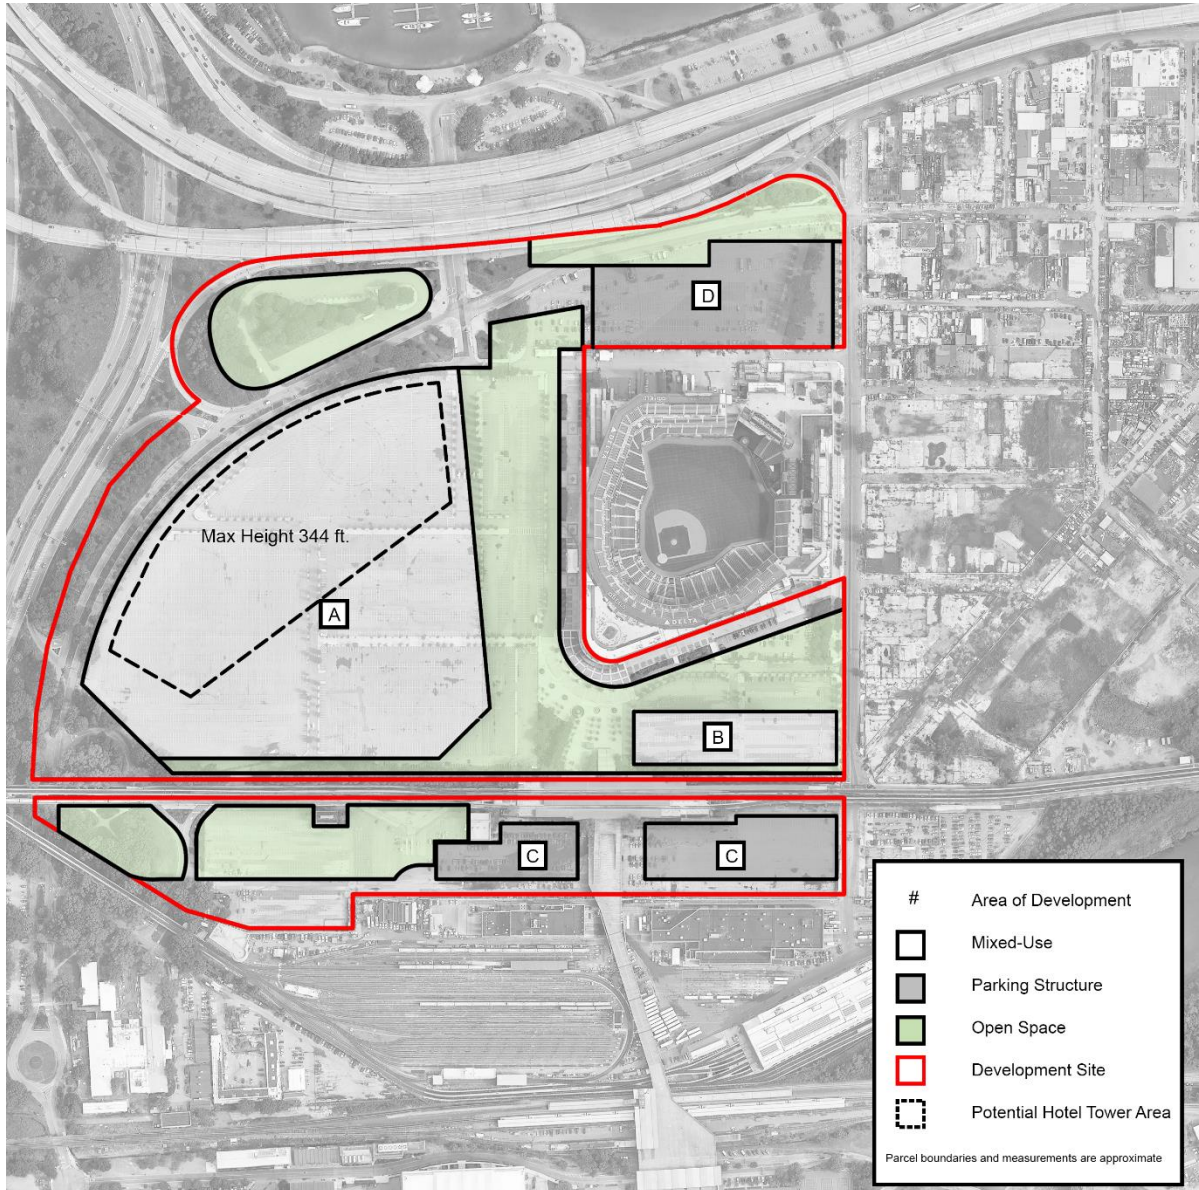 D
Max Height 344 ft.
A
DELTA
B
C
C
# Area of Development
Mixed-Use
Parking Structure
Open Space
Development Site
Potential Hotel Tower Area
Parcel boundaries and measurements are approximate